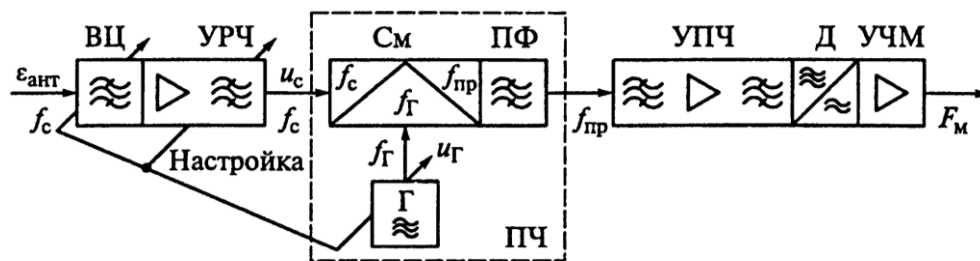 ВЦ УРЧ См ПФ УПЧ Д УЧМ
εант uс fс fпр
fс fс fГ fпр Fм
Настройка fГ uГ
Г
ПЧ